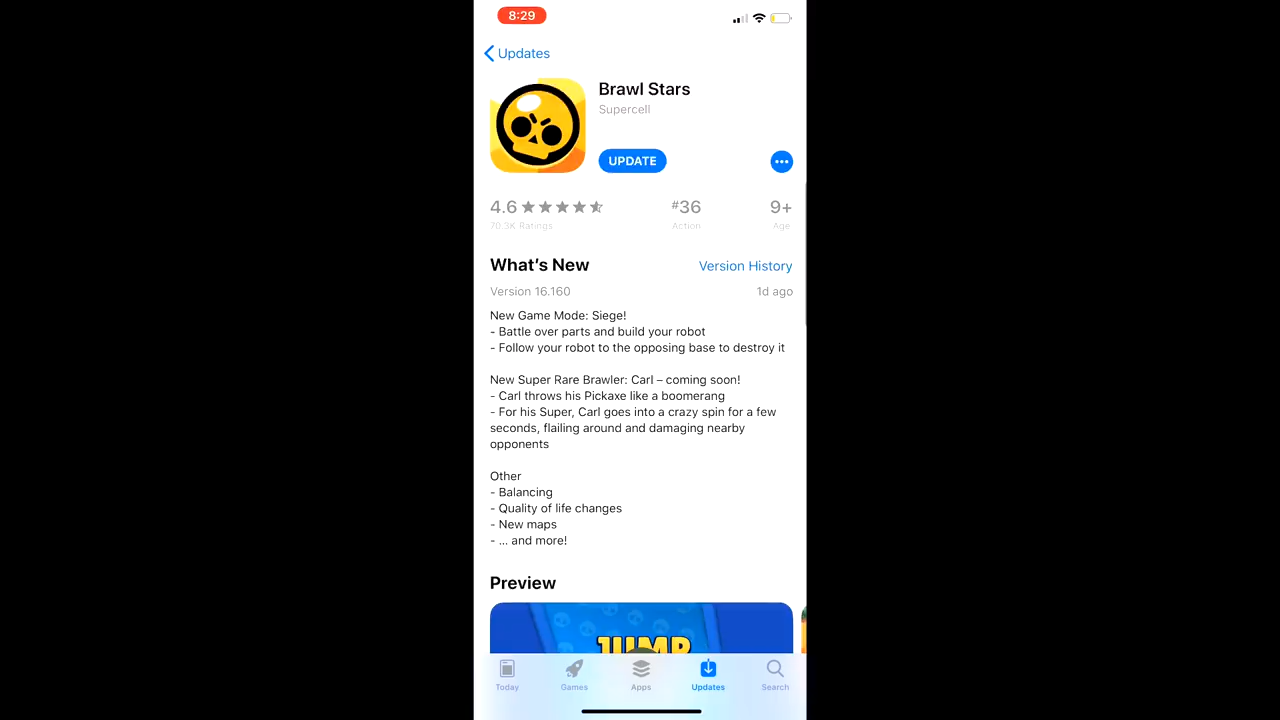 8:29
Updates
Brawl Stars
Supercell
UPDATE
4.6
#36
9+
70.3K Ratings
Action
Age
What's New
Version History
Version 16.160
1d ago
New Game Mode: Siege!
- Battle over parts and build your robot
- Follow your robot to the opposing base to destroy it
New Super Rare Brawler: Carl – coming soon!
- Carl throws his Pickaxe like a boomerang
- For his Super, Carl goes into a crazy spin for a few
seconds, flailing around and damaging nearby
opponents
Other
- Balancing
- Quality of life changes
- New maps
- ... and more!
Preview
JUMP
Today
Games
Apps
Updates
Search